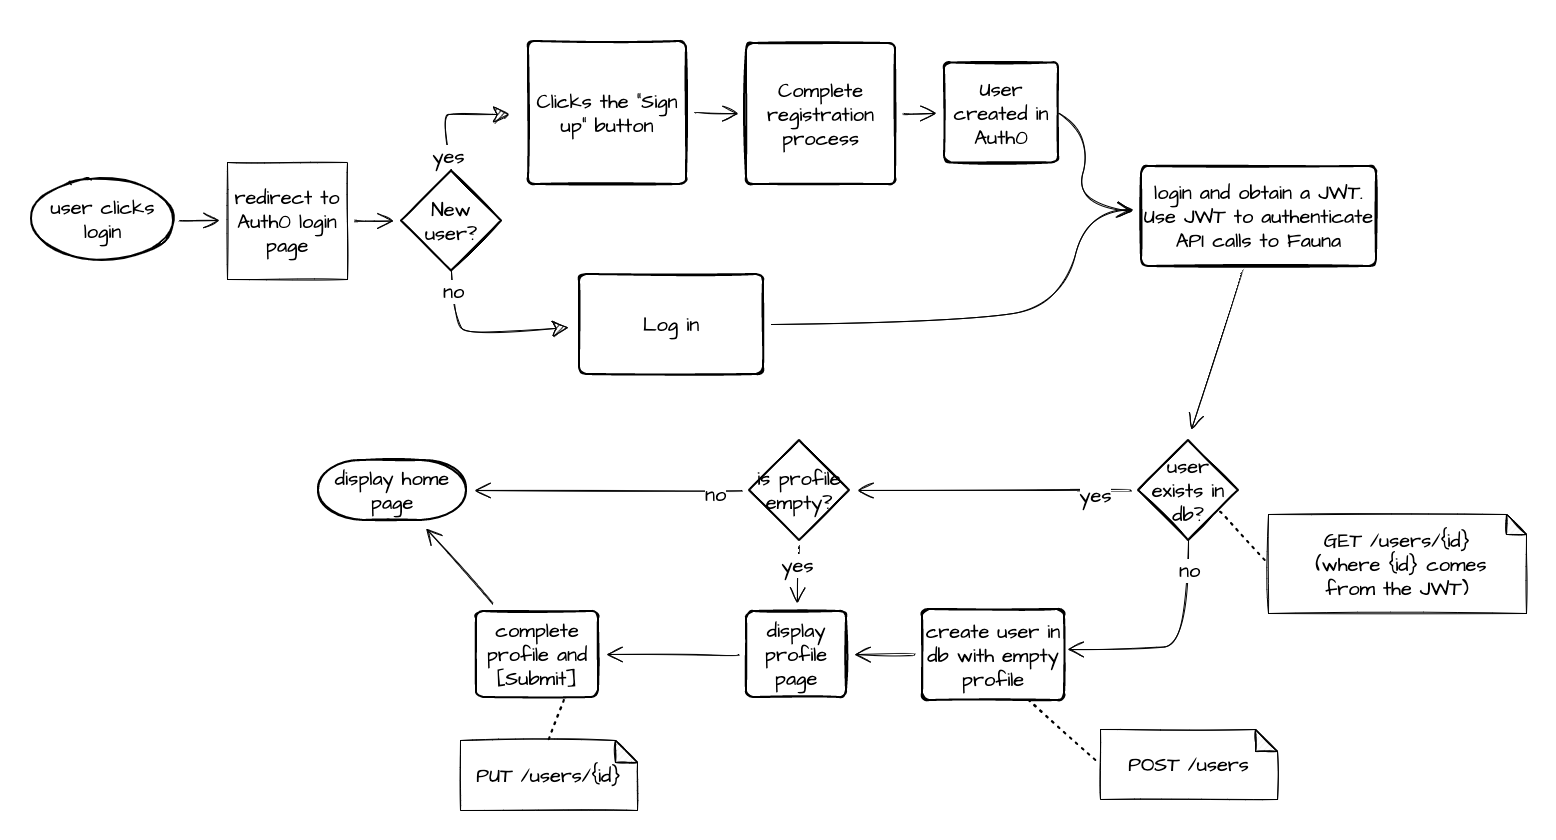 user clicks
login
redirect to
Auth0 login
page
New
user?
yes
Clicks the "Sign
up" button
Complete
registration
process
User
created in
Auth0
no
Log in
login and obtain a JWT.
Use JWT to authenticate
API calls to Fauna
user
exists in
db?
GET /users/{id}
(where {id} comes
from the JWT)
yes
is profile
empty?
no
display home
page
yes
no
create user in
db with empty
profile
POST /users
display
profile
page
complete
profile and
[Submit]
PUT /users/{id}